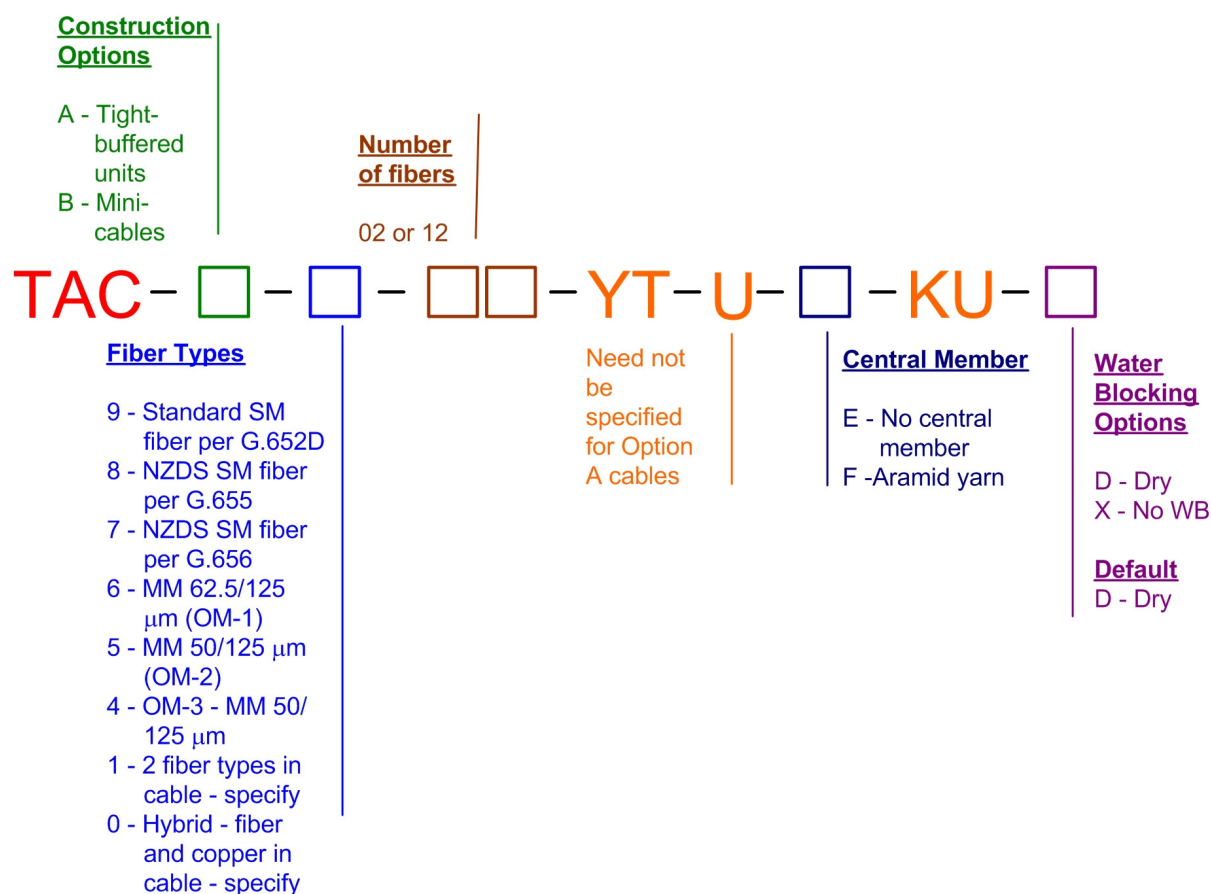 Construction
Options
A - Tight-
buffered
units
B - Mini-
cables
Number
of fibers
02 or 12
TAC – □ – □ – □□ – YT – U – □ – KU – □
Fiber Types
9 - Standard SM
fiber per G.652D
8 - NZDS SM fiber
per G.655
7 - NZDS SM fiber
per G.656
6 - MM 62.5/125
μm (OM-1)
5 - MM 50/125 μm
(OM-2)
4 - OM-3 - MM 50/
125 μm
1 - 2 fiber types in
cable - specify
0 - Hybrid - fiber
and copper in
cable - specify
Need not
be
specified
for Option
A cables
Central Member
E - No central
member
F -Aramid yarn
Water
Blocking
Options
D - Dry
X - No WB
Default
D - Dry